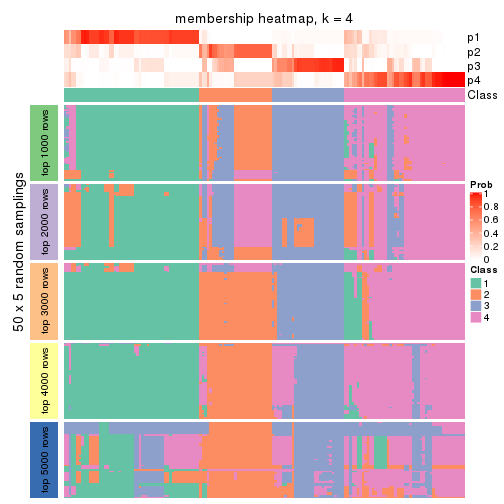 membership heatmap, k = 4
p1
p2
p3
p4
Class
50 x 5 random samplings
top 1000 rows
top 2000 rows
top 3000 rows
top 4000 rows
top 5000 rows
Prob
1
0.8
0.6
0.4
0.2
0
Class
1
2
3
4